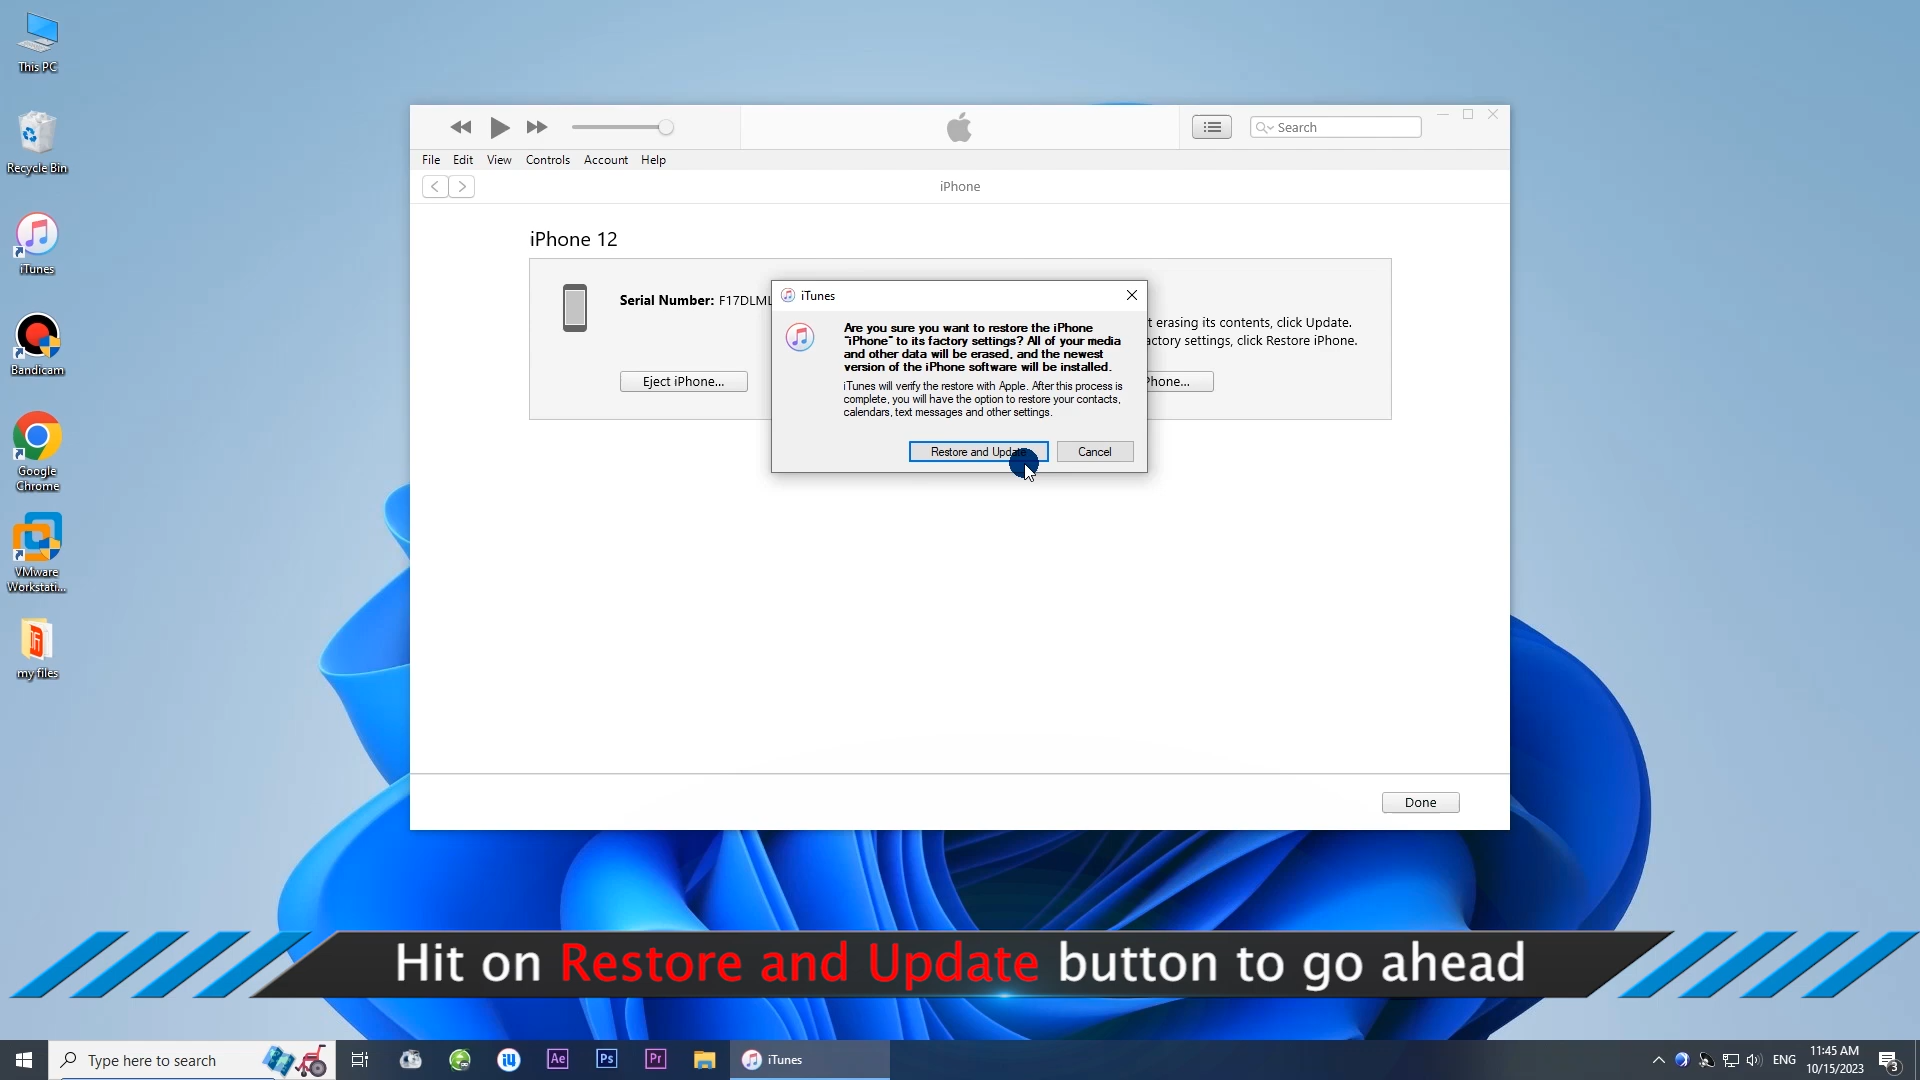 This PC
Recycle Bin
iTunes
Bandicam
Google
Chrome
VMware
Workstati...
my files
Search
File Edit View Controls Account Help
iPhone
iPhone 12
Serial Number: F17DLML
t erasing its contents, click Update.
actory settings, click Restore iPhone.
Eject iPhone...
Phone...
iTunes
Are you sure you want to restore the iPhone
"iPhone" to its factory settings? All of your media
and other data will be erased, and the newest
version of the iPhone software will be installed.
iTunes will verify the restore with Apple. After this process is
complete, you will have the option to restore your contacts,
calendars, text messages and other settings.
Restore and Update
Cancel
Done
Hit on Restore and Update button to go ahead
Type here to search
Ae
Ps
Pr
iTunes
ENG
11:45 AM
10/15/2023
3